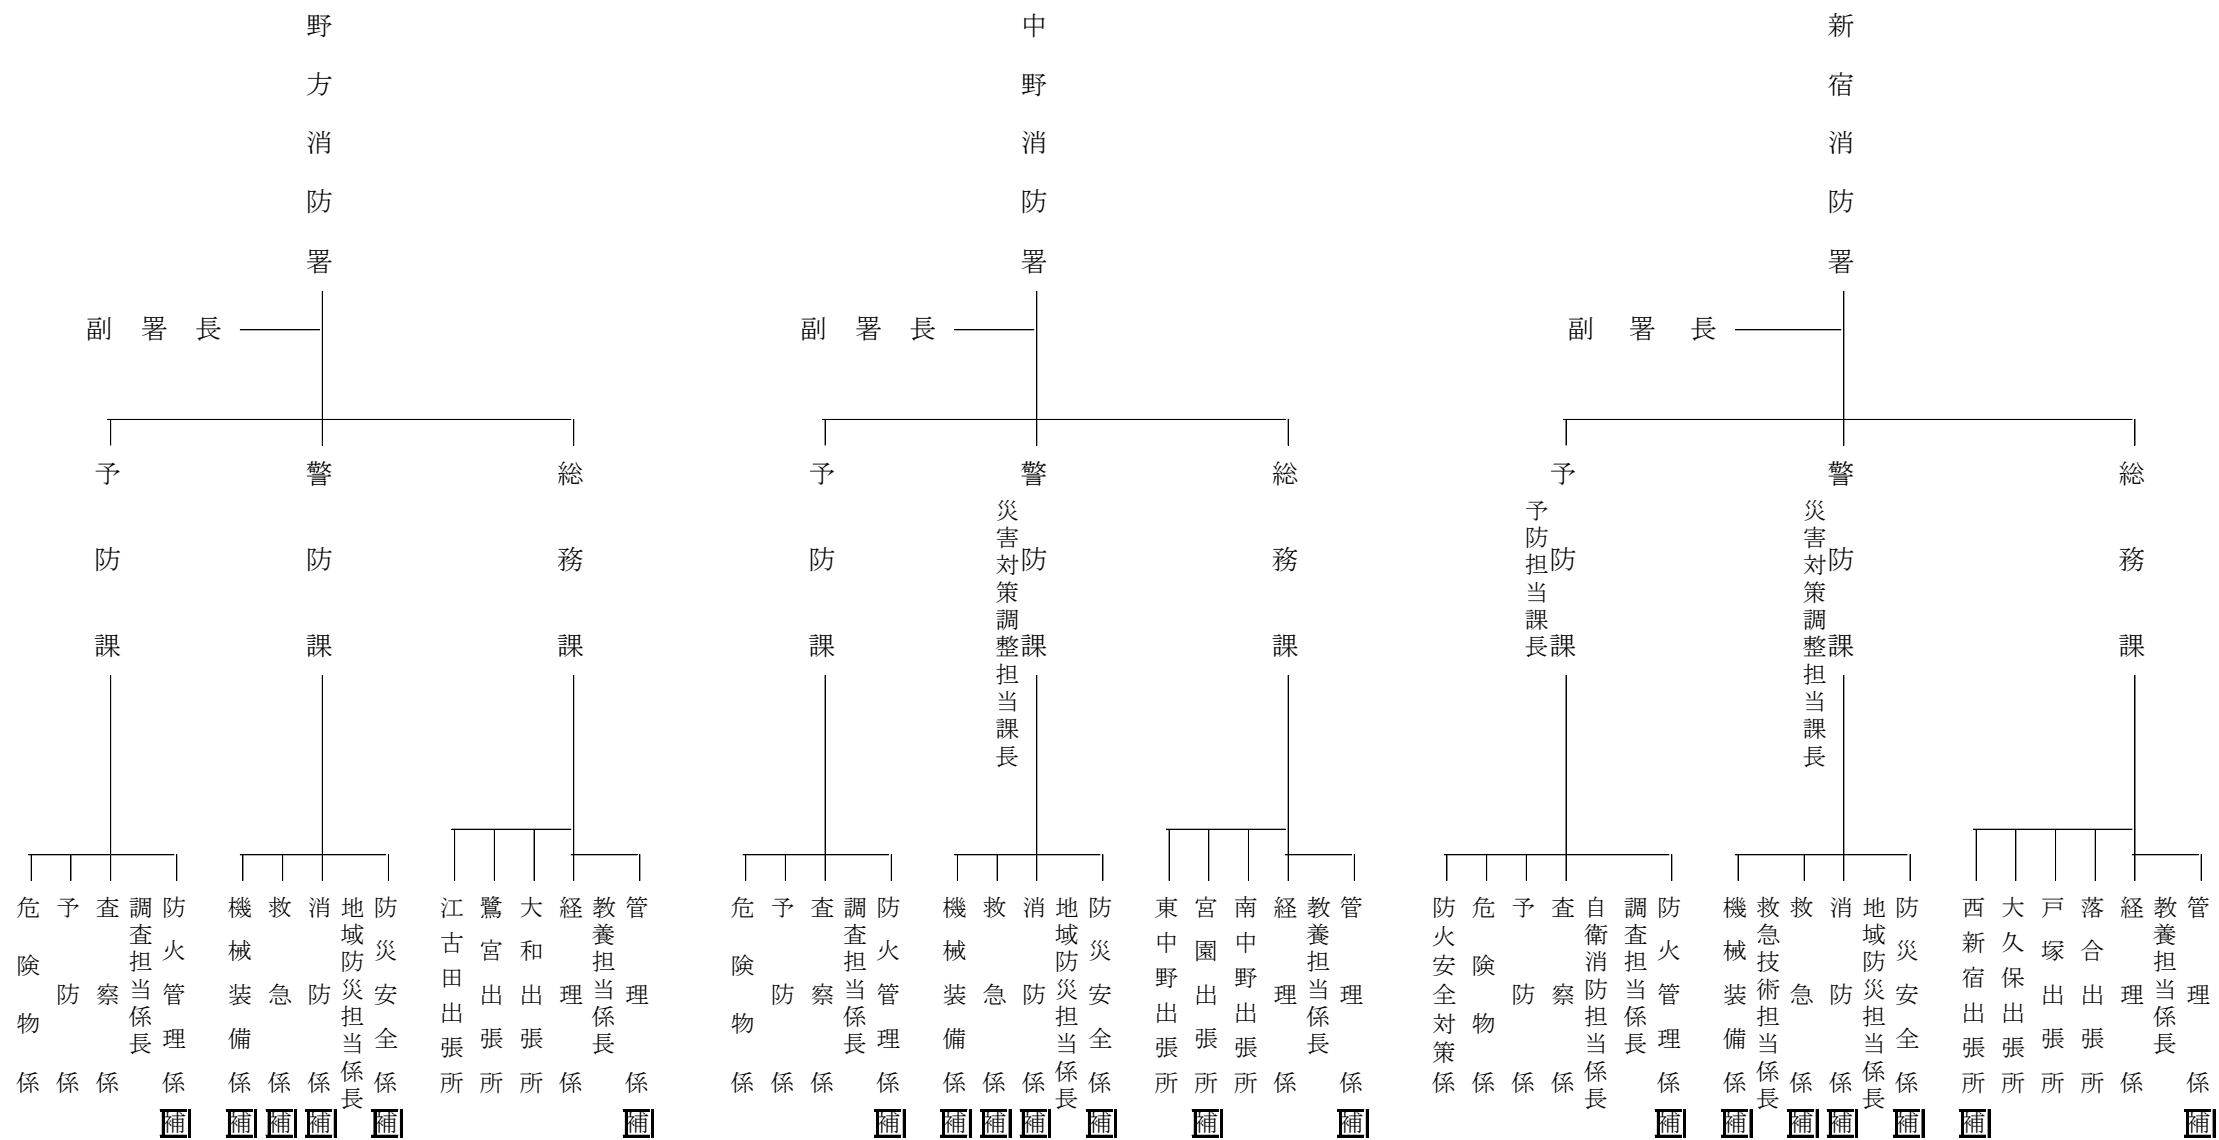 新宿消防署
副署長
総務課
警防課
災害対策調整担当課長
予防課
予防担当課長
管理係 補
教養担当係長
経理係
落合出張所
戸塚出張所
大久保出張所
西新宿出張所 補
防災安全係 補
地域防災担当係長
消防係 補
救急係 補
救急技術担当係長
機械装備係 補
防火管理係 補
調査担当係長
自衛消防担当係長
査察係
予防係
危険物係
防火安全対策係
中野消防署
副署長
総務課
警防課
災害対策調整担当課長
予防課
管理係 補
教養担当係長
経理係
南中野出張所
宮園出張所 補
東中野出張所
防災安全係 補
地域防災担当係長
消防係 補
救急係 補
機械装備係 補
防火管理係 補
調査担当係長
査察係
予防係
危険物係
野方消防署
副署長
総務課
警防課
予防課
管理係 補
教養担当係長
経理係
大和出張所
鷺宮出張所
江古田出張所
防災安全係 補
地域防災担当係長
消防係 補
救急係 補
機械装備係 補
防火管理係 補
調査担当係長
査察係
予防係
危険物係